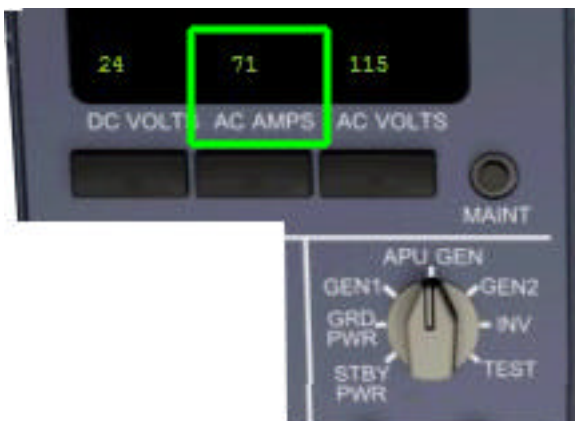 24 71 115
DC VOLTS AC AMPS AC VOLTS
MAINT
APU GEN
GEN1 GEN2
GRD PWR INV
STBY PWR TEST